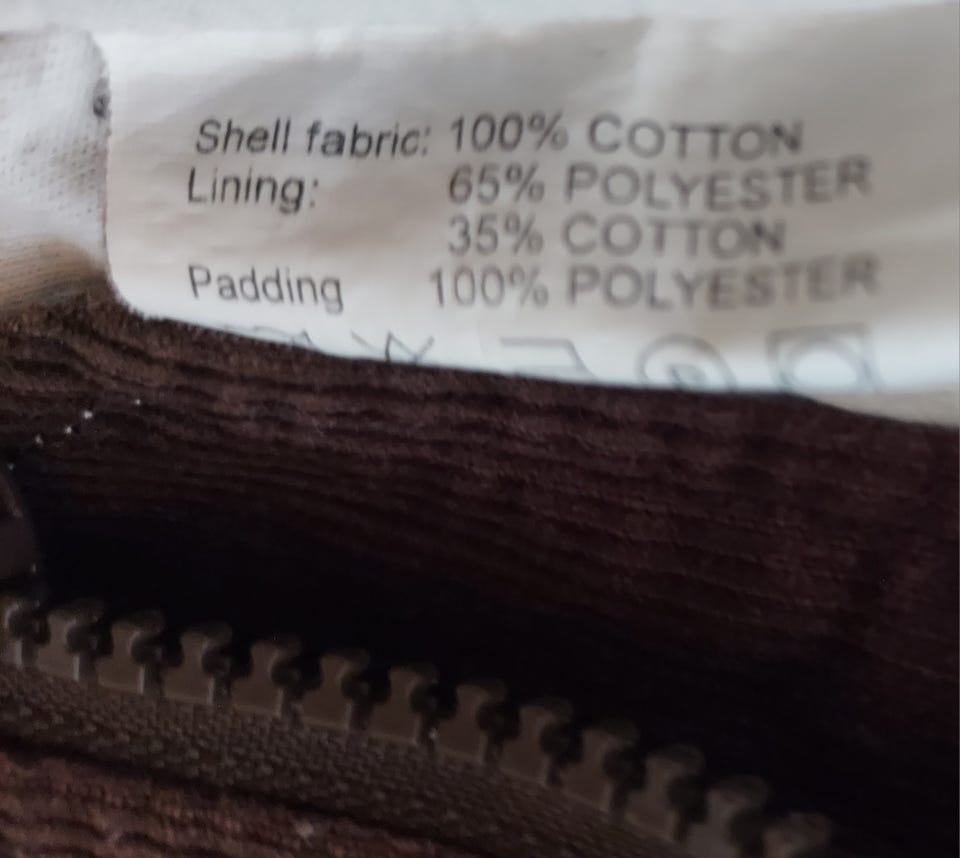 Shell fabric: 100% COTTON
Lining: 65% POLYESTER
35% COTTON
Padding 100% POLYESTER